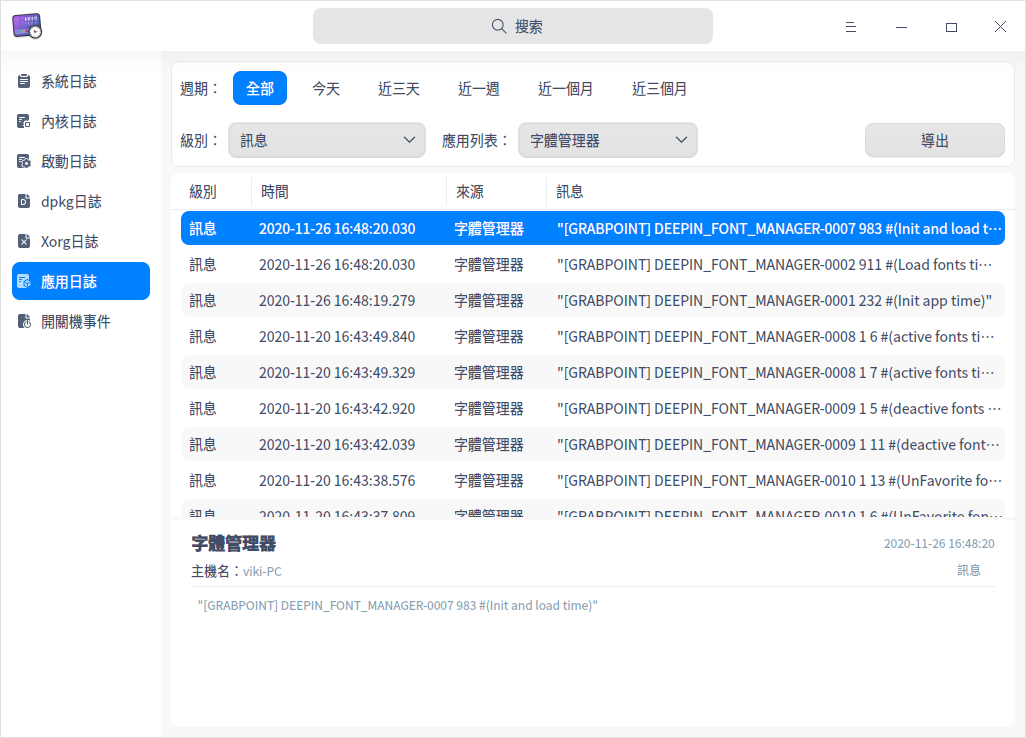 搜索
系統日誌
內核日誌
啟動日誌
dpkg日誌
Xorg日誌
應用日誌
開關機事件
週期： 全部 今天 近三天 近一週 近一個月 近三個月
級別： 訊息 應用列表： 字體管理器 導出
級別 時間 來源 訊息
訊息 2020-11-26 16:48:20.030 字體管理器 "[GRABPOINT] DEEPIN_FONT_MANAGER-0007 983 #(Init and load t…
訊息 2020-11-26 16:48:20.030 字體管理器 "[GRABPOINT] DEEPIN_FONT_MANAGER-0002 911 #(Load fonts ti…
訊息 2020-11-26 16:48:19.279 字體管理器 "[GRABPOINT] DEEPIN_FONT_MANAGER-0001 232 #(Init app time)"
訊息 2020-11-20 16:43:49.840 字體管理器 "[GRABPOINT] DEEPIN_FONT_MANAGER-0008 1 6 #(active fonts ti…
訊息 2020-11-20 16:43:49.329 字體管理器 "[GRABPOINT] DEEPIN_FONT_MANAGER-0008 1 7 #(active fonts ti…
訊息 2020-11-20 16:43:42.920 字體管理器 "[GRABPOINT] DEEPIN_FONT_MANAGER-0009 1 5 #(deactive fonts …
訊息 2020-11-20 16:43:42.039 字體管理器 "[GRABPOINT] DEEPIN_FONT_MANAGER-0009 1 11 #(deactive font…
訊息 2020-11-20 16:43:38.576 字體管理器 "[GRABPOINT] DEEPIN_FONT_MANAGER-0010 1 13 #(UnFavorite fo…
訊息 2020-11-20 16:43:37.809 字體管理器 "[GRABPOINT] DEEPIN_FONT_MANAGER-0010 1 6 #(UnFavorite fon…
字體管理器 2020-11-26 16:48:20
主機名：viki-PC 訊息
"[GRABPOINT] DEEPIN_FONT_MANAGER-0007 983 #(Init and load time)"